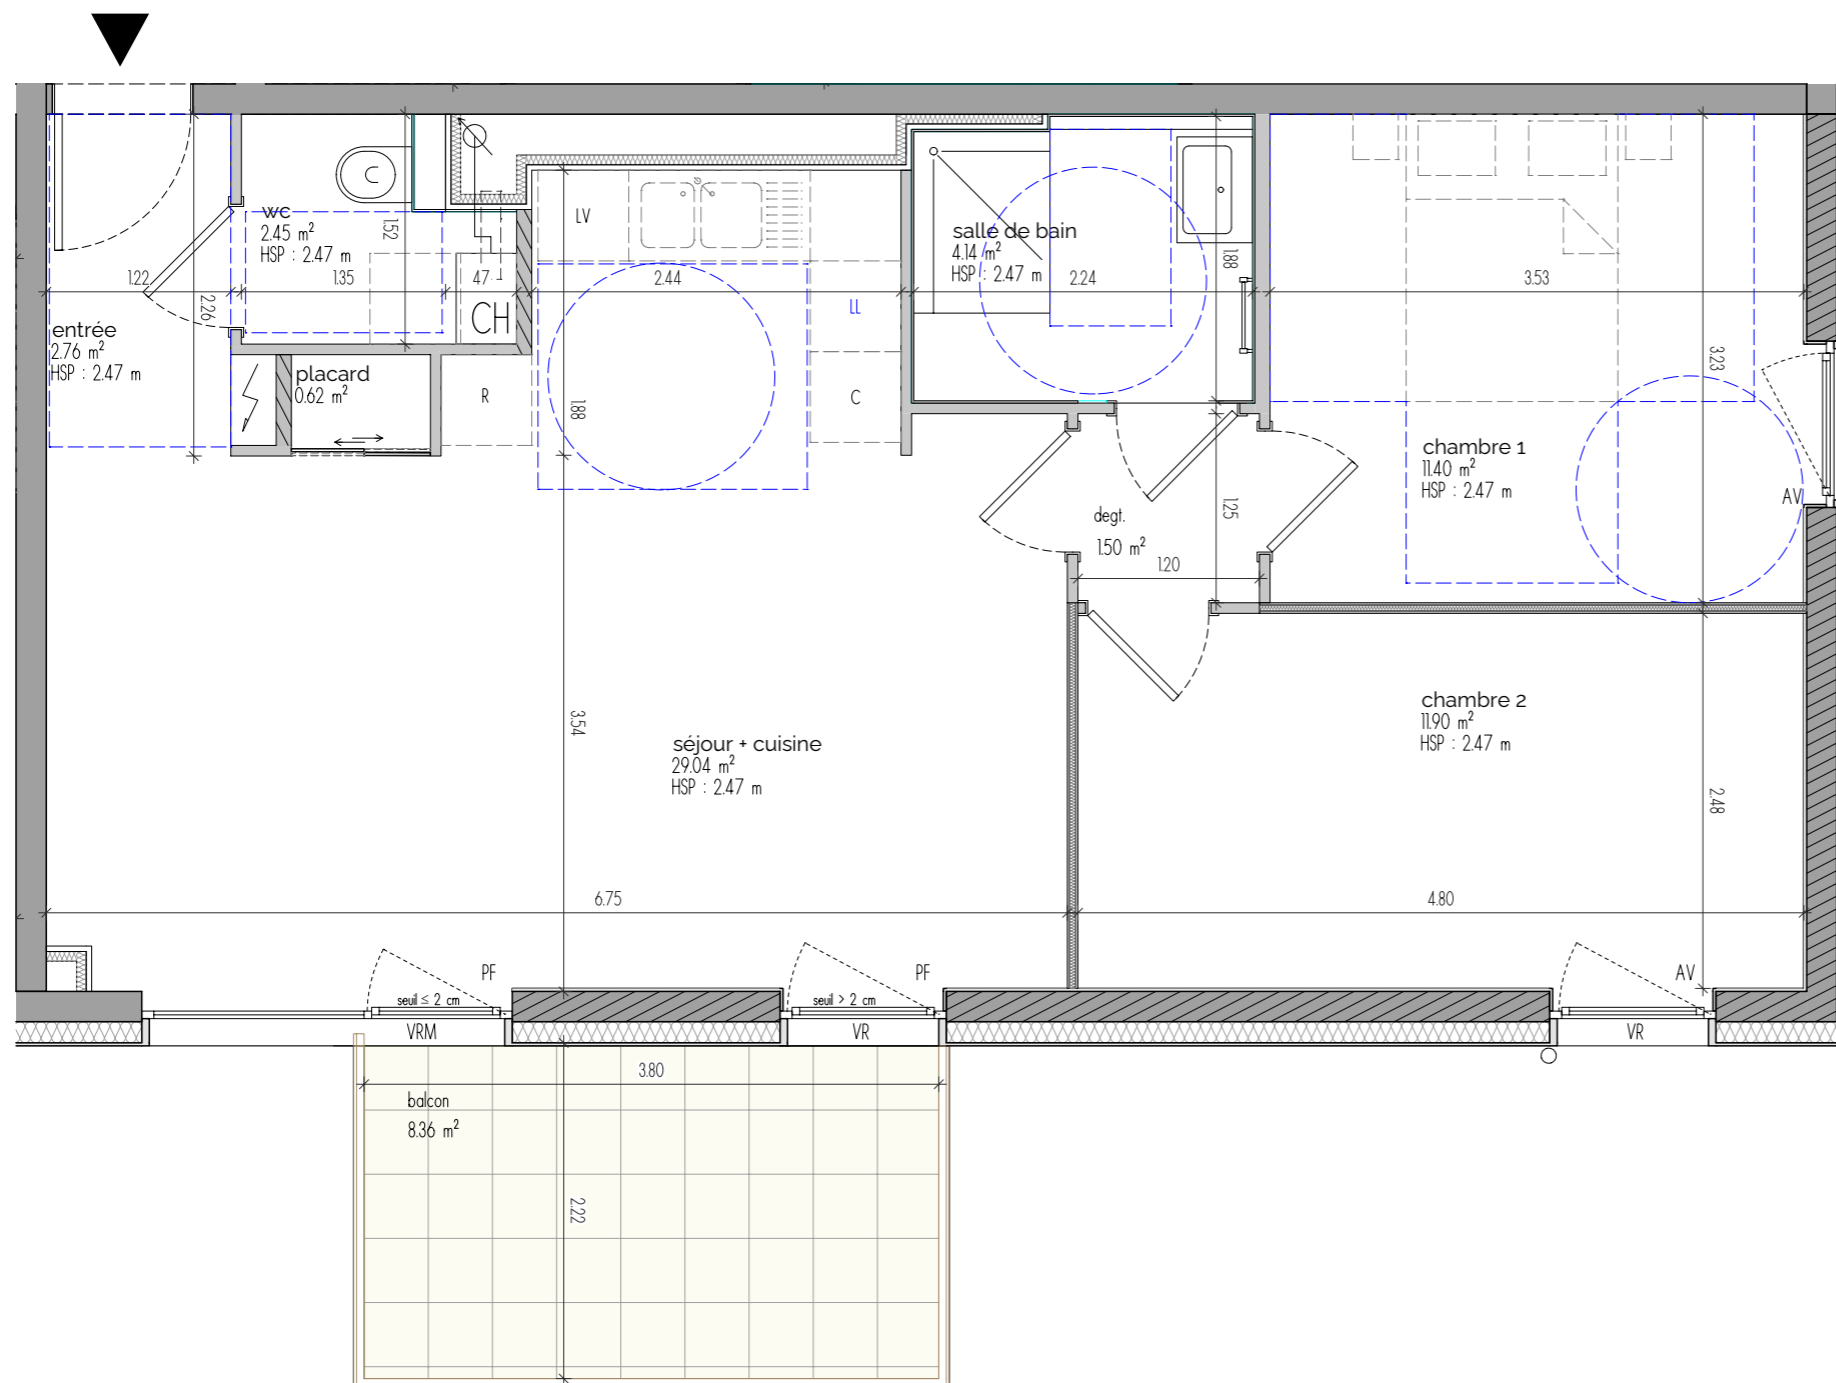 wc
2.45 m²
HSP : 2.47 m
1.52
1.22
2.26
1.35
47
CH
entrée
2.76 m²
HSP : 2.47 m
placard
0.62 m²
R
LV
2.44
LL
C
1.88
salle de bain
4.14 m²
HSP : 2.47 m
2.24
1.88
3.53
3.23
chambre 1
11.40 m²
HSP : 2.47 m
AV
degt.
1.50 m²
1.25
1.20
chambre 2
11.90 m²
HSP : 2.47 m
2.48
3.54
séjour + cuisine
29.04 m²
HSP : 2.47 m
6.75
4.80
PF
seuil ≤ 2 cm
VRM
PF
seuil > 2 cm
VR
AV
VR
3.80
balcon
8.36 m²
2.22